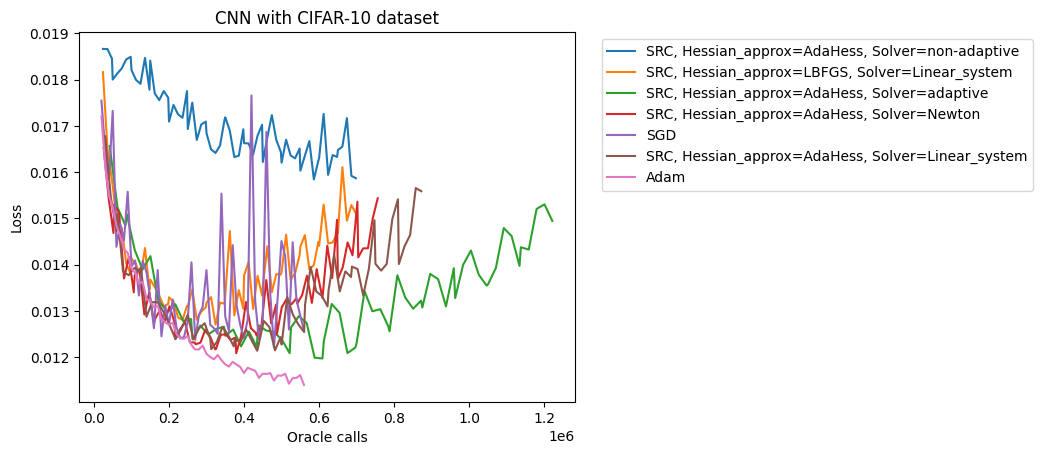 CNN with CIFAR-10 dataset
0.019
0.018
0.017
0.016
0.015
0.014
0.013
0.012
Loss
0.0
0.2
0.4
0.6
0.8
1.0
1.2
1e6
Oracle calls
SRC, Hessian_approx=AdaHess, Solver=non-adaptive
SRC, Hessian_approx=LBFGS, Solver=Linear_system
SRC, Hessian_approx=AdaHess, Solver=adaptive
SRC, Hessian_approx=AdaHess, Solver=Newton
SGD
SRC, Hessian_approx=AdaHess, Solver=Linear_system
Adam